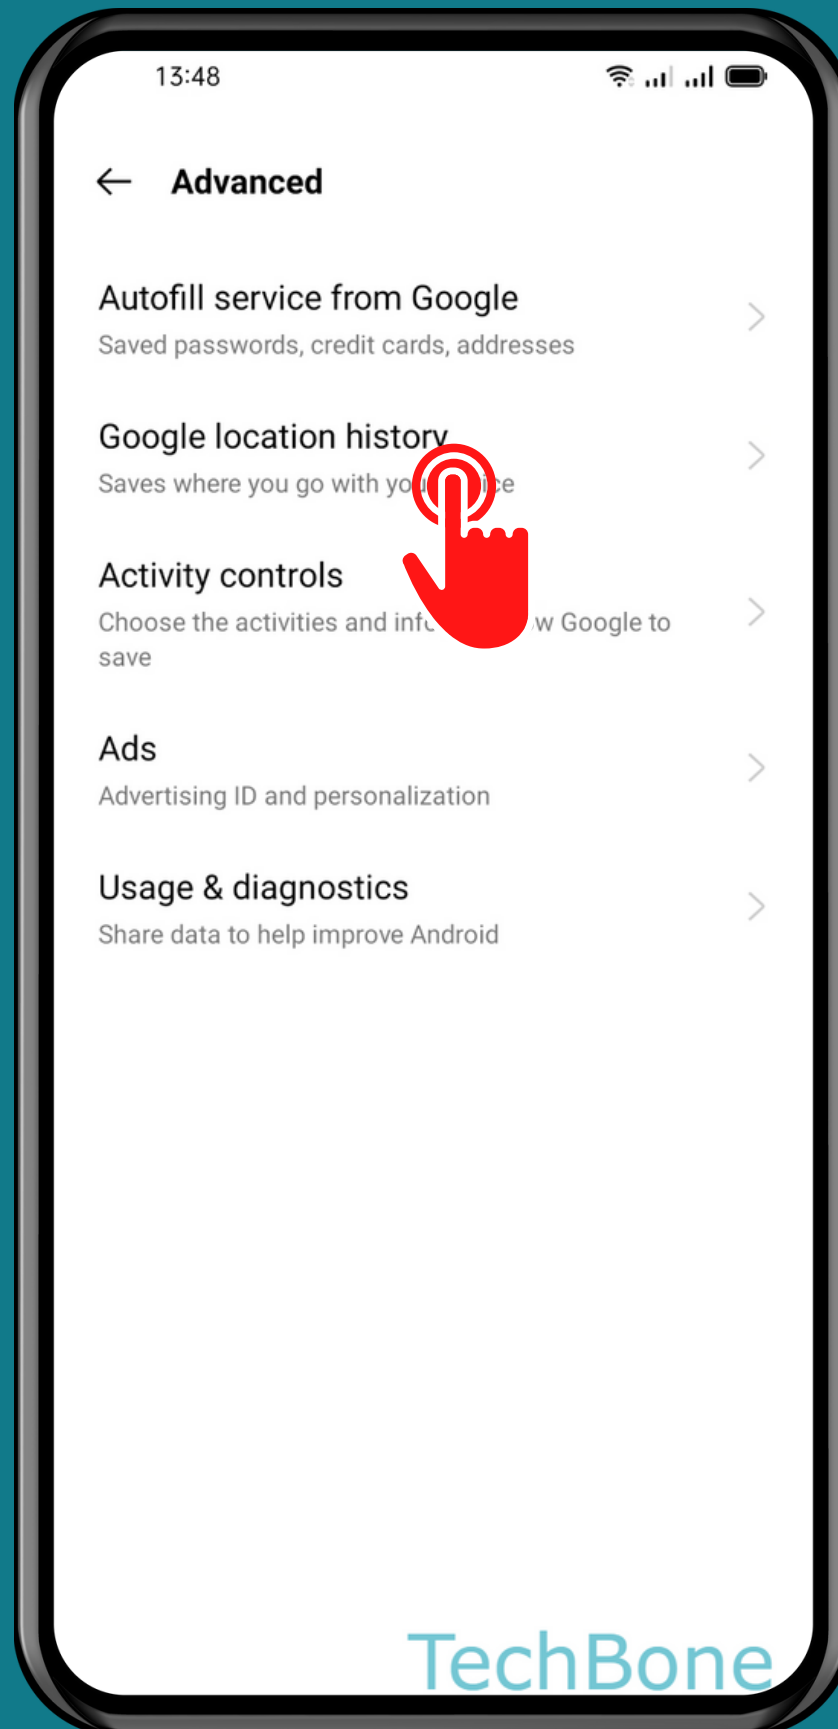 13:48
Advanced
Autofill service from Google
Saved passwords, credit cards, addresses
Google location history
Saves where you go with
Activity controls
Choose the activities and Google to
save
Ads
Advertising ID and personalization
Usage & diagnostics
Share data to help improve Android
TechBone